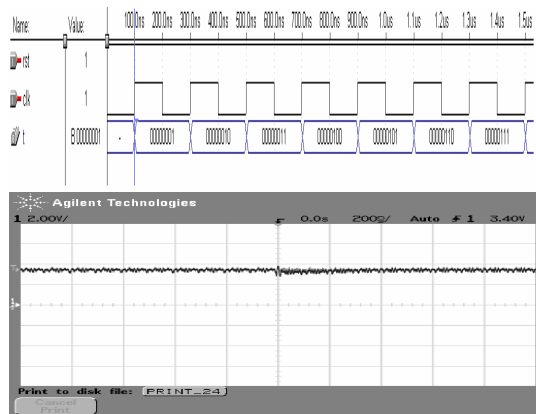 Name: Value: 100.0ns 200.0ns 300.0ns 400.0ns 500.0ns 600.0ns 700.0ns 800.0ns 900.0ns 1.0us 1.1us 1.2us 1.3us 1.4us 1.5us
rst 1
clk 1
t B 00000001 00000001 00000010 00000011 00000100 00000101 00000110 00000111
Agilent Technologies
1 2.00V/ 0.0s Auto 1 3.40V
Print to disk file: PRINT_24
Cancel
Print